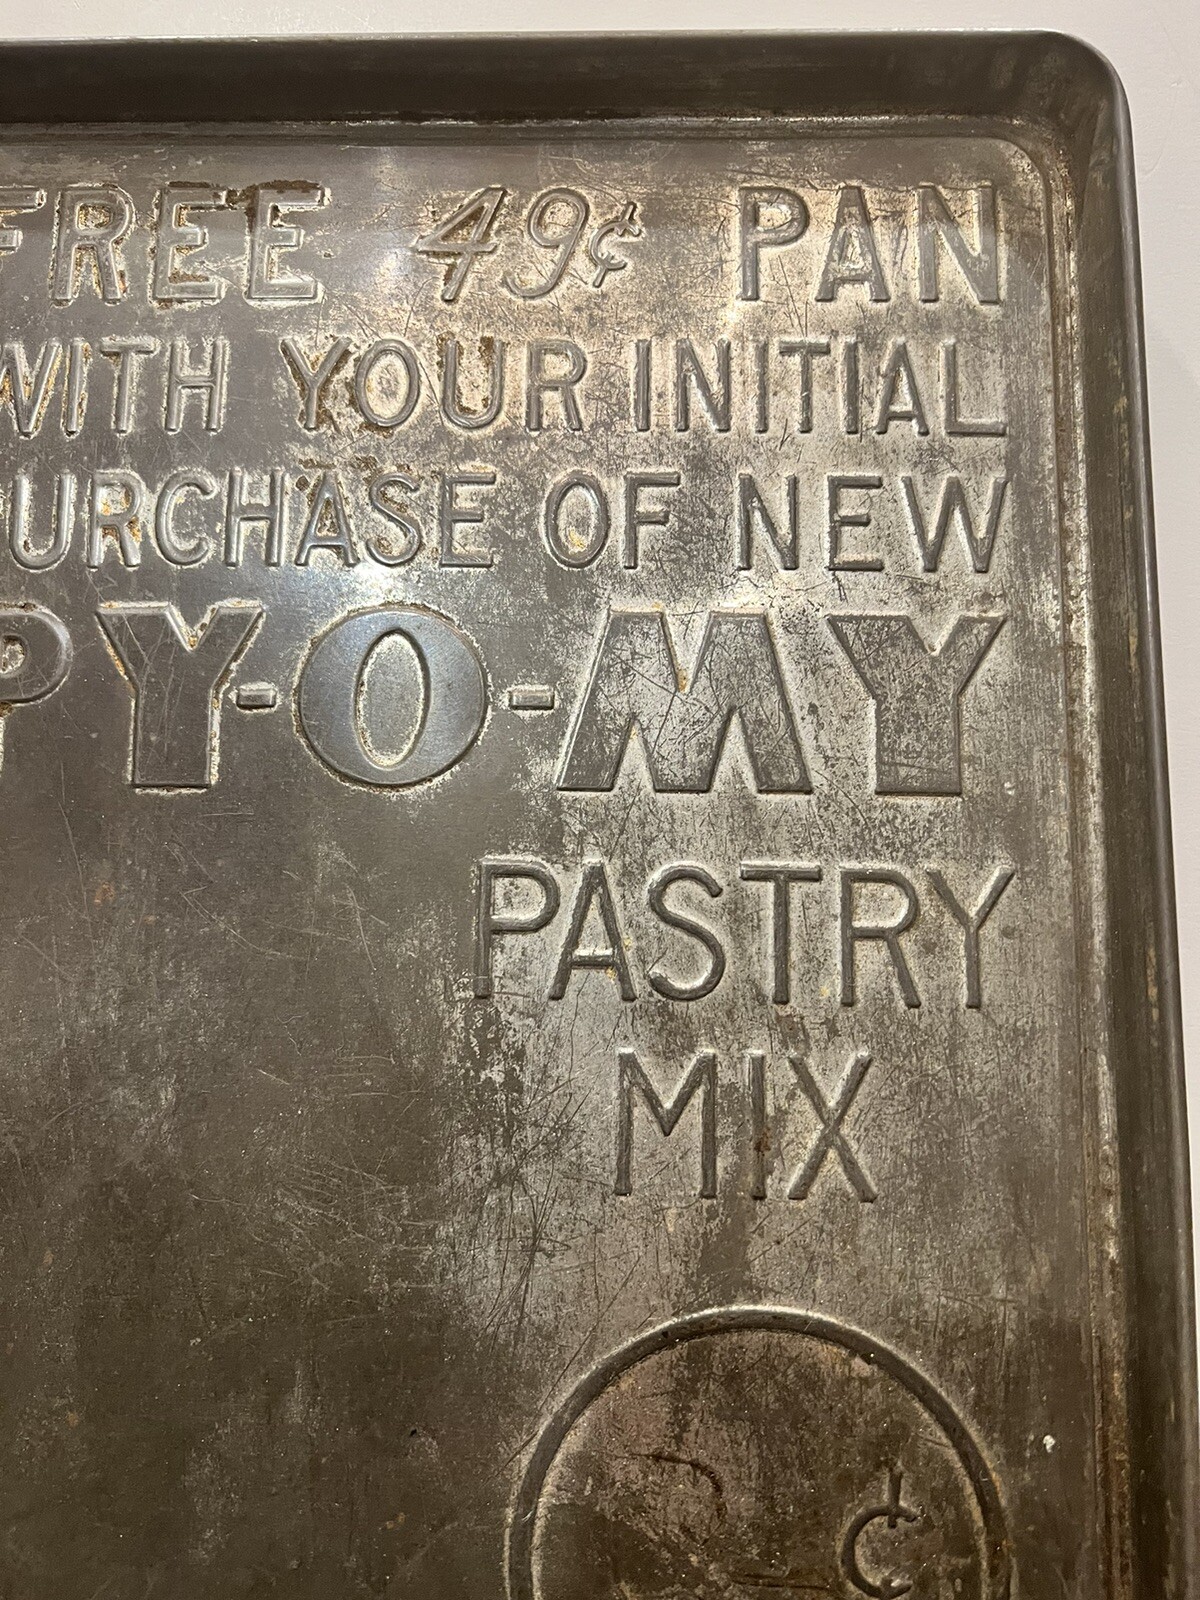 FREE 49¢ PAN
WITH YOUR INITIAL
URCHASE OF NEW
PY-O-MY
PASTRY
MIX
¢